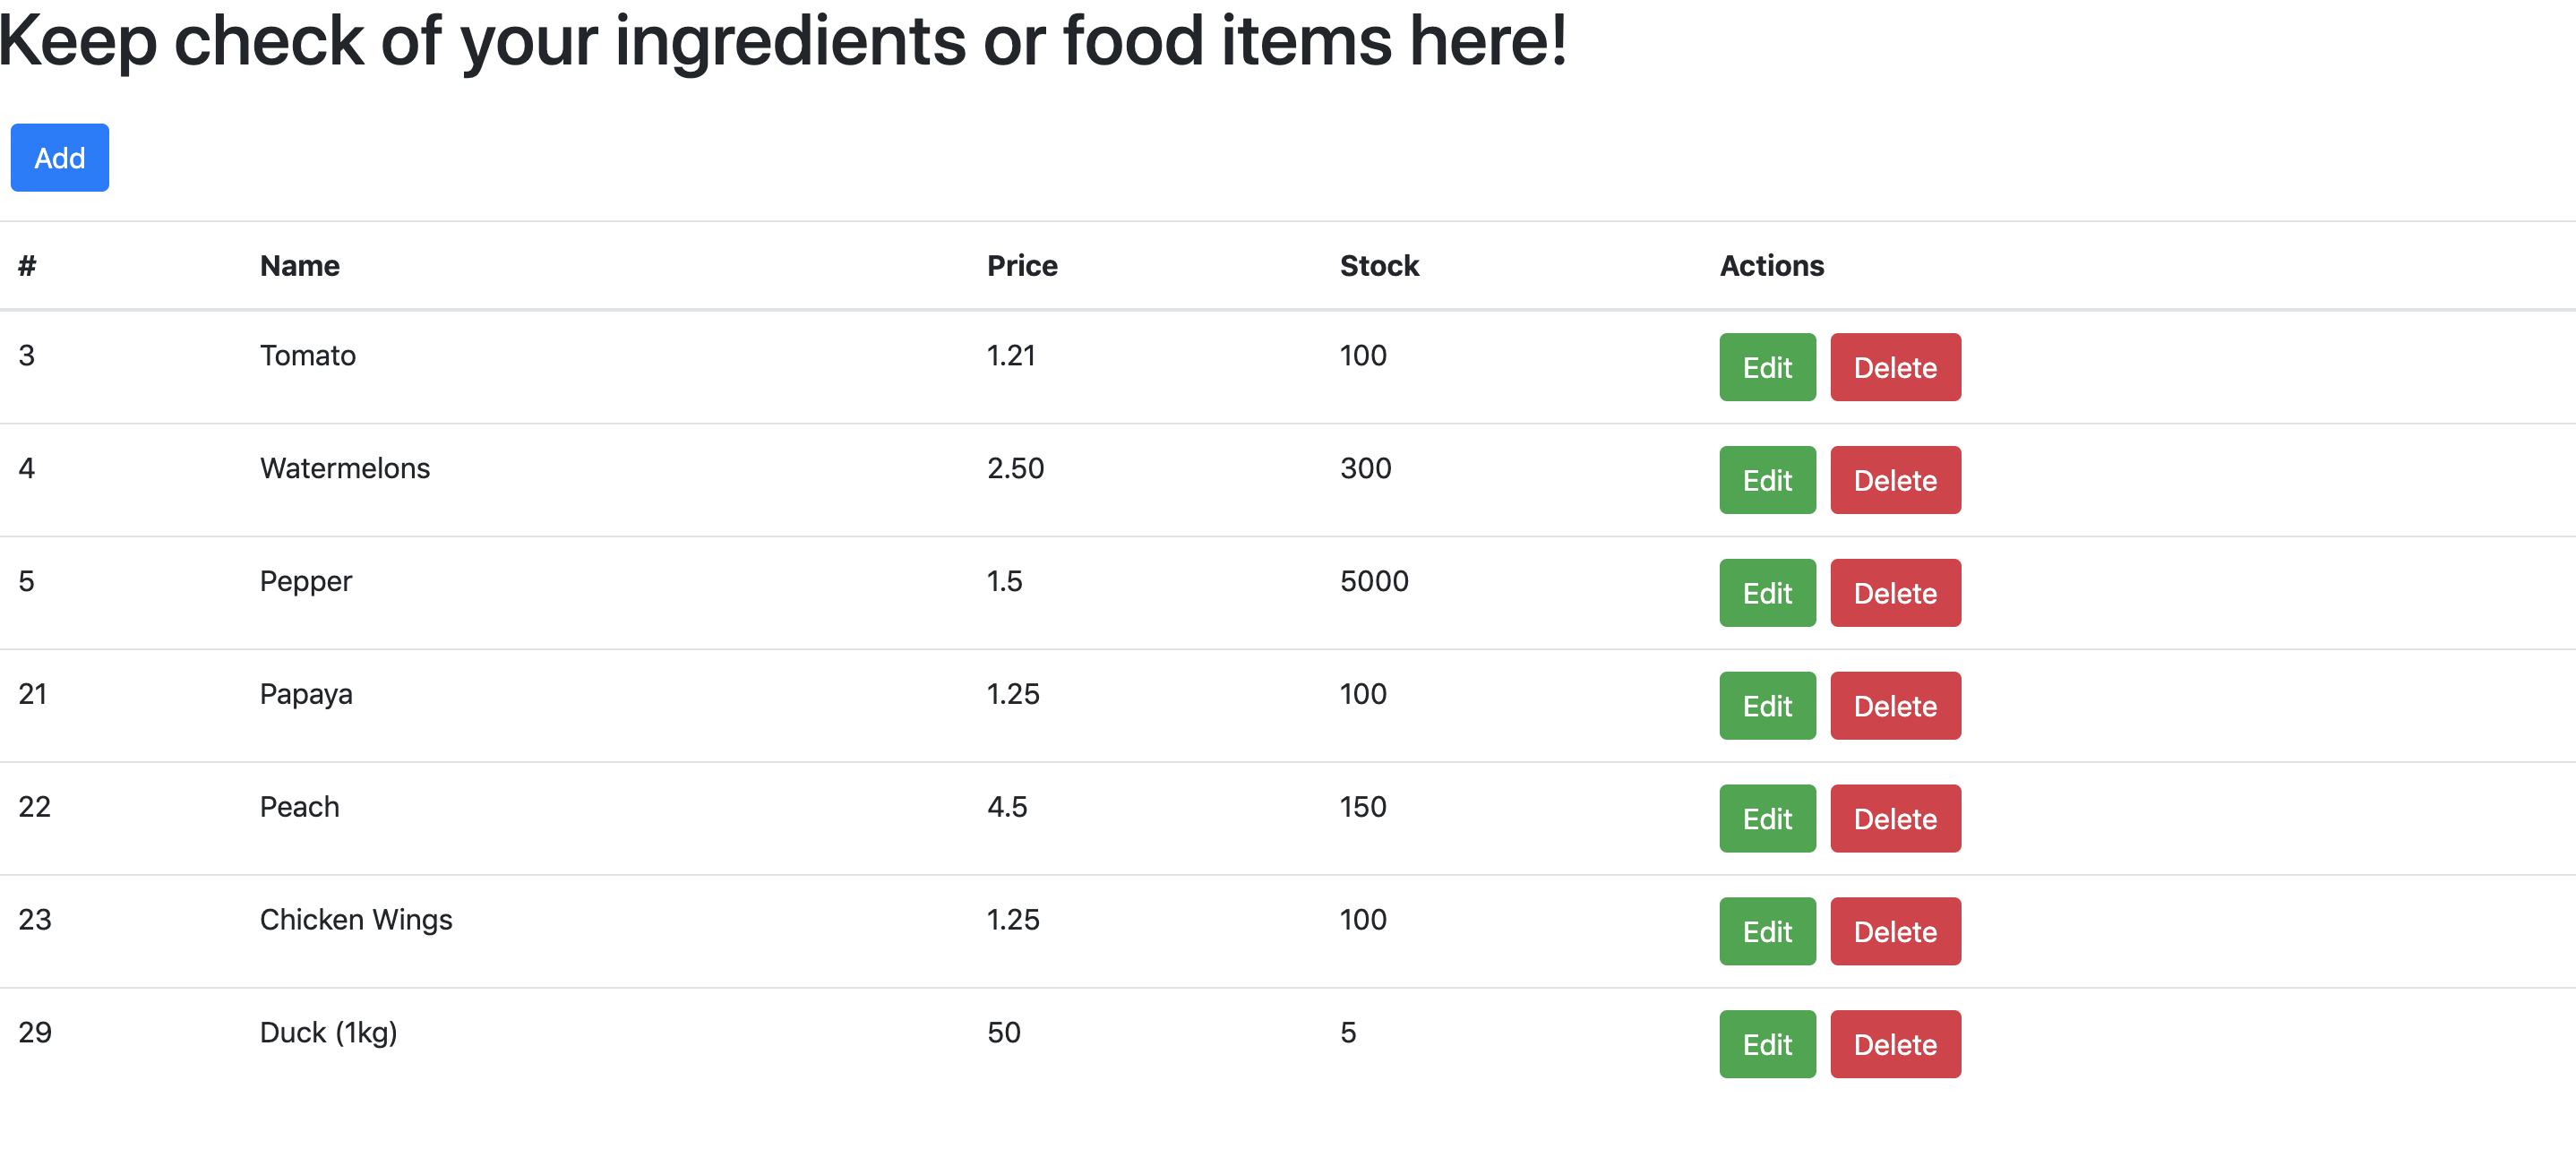 Keep check of your ingredients or food items here!
Add
# Name Price Stock Actions
3 Tomato 1.21 100 Edit Delete
4 Watermelons 2.50 300 Edit Delete
5 Pepper 1.5 5000 Edit Delete
21 Papaya 1.25 100 Edit Delete
22 Peach 4.5 150 Edit Delete
23 Chicken Wings 1.25 100 Edit Delete
29 Duck (1kg) 50 5 Edit Delete